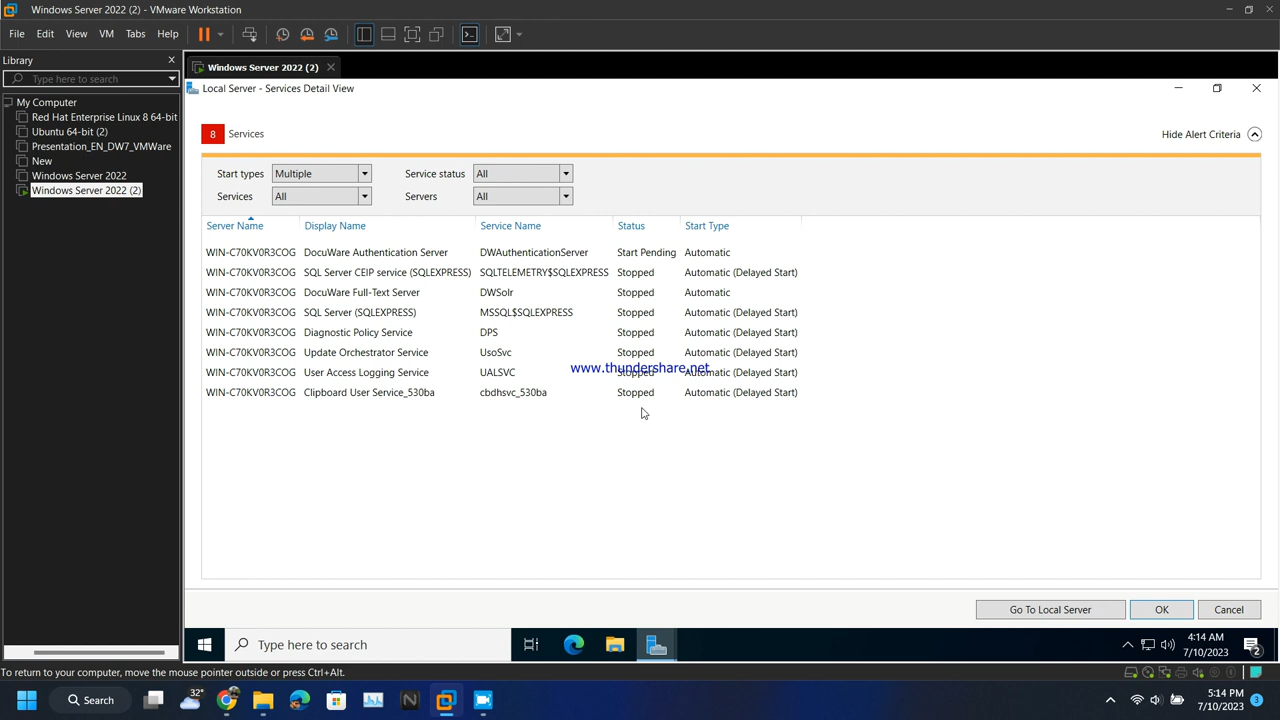 Windows Server 2022 (2) - VMware Workstation
File Edit View VM Tabs Help
Library
Type here to search
My Computer
Red Hat Enterprise Linux 8 64-bit
Ubuntu 64-bit (2)
Presentation_EN_DW7_VMWare
New
Windows Server 2022
Windows Server 2022 (2)
Windows Server 2022 (2)
Local Server - Services Detail View
8 Services
Hide Alert Criteria
Start types Multiple Service status All
Services All Servers All
Server Name Display Name Service Name Status Start Type
WIN-C70KV0R3COG DocuWare Authentication Server DWAuthenticationServer Start Pending Automatic
WIN-C70KV0R3COG SQL Server CEIP service (SQLEXPRESS) SQLTELEMETRY$SQLEXPRESS Stopped Automatic (Delayed Start)
WIN-C70KV0R3COG DocuWare Full-Text Server DWSolr Stopped Automatic
WIN-C70KV0R3COG SQL Server (SQLEXPRESS) MSSQL$SQLEXPRESS Stopped Automatic (Delayed Start)
WIN-C70KV0R3COG Diagnostic Policy Service DPS Stopped Automatic (Delayed Start)
WIN-C70KV0R3COG Update Orchestrator Service UsoSvc Stopped Automatic (Delayed Start)
www.thundershare.net
WIN-C70KV0R3COG User Access Logging Service UALSVC Stopped Automatic (Delayed Start)
WIN-C70KV0R3COG Clipboard User Service_530ba cbdhsvc_530ba Stopped Automatic (Delayed Start)
Go To Local Server OK Cancel
Type here to search
4:14 AM
7/10/2023
2
To return to your computer, move the mouse pointer outside or press Ctrl+Alt.
Search
32°
5:14 PM
7/10/2023
3